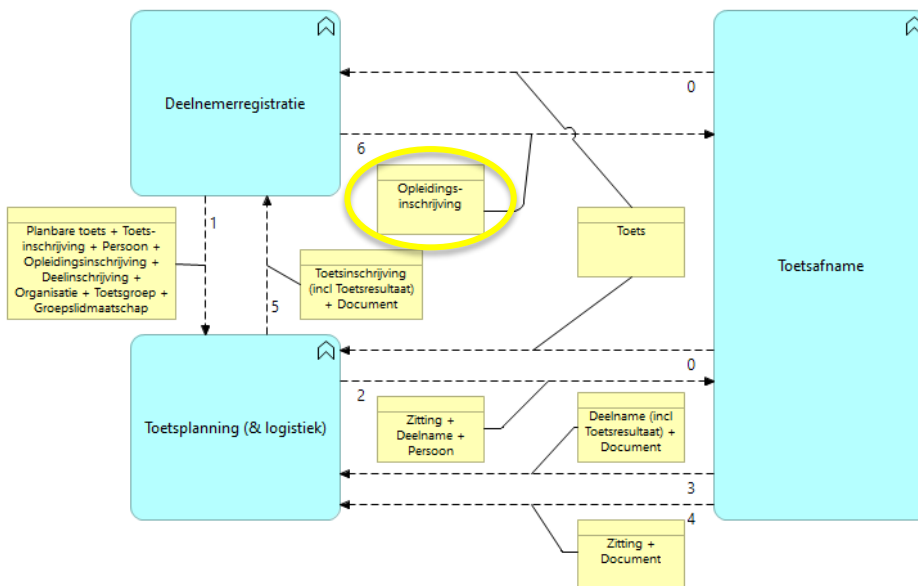 Deelnemerregistratie
0
6
Opleidings-
inschrijving
1
Planbare toets + Toets-
inschrijving + Persoon +
Opleidingsinschrijving +
Deelinschrijving +
Organisatie + Toetsgroep +
Groepslidmaatschap
Toetsinschrijving
(incl Toetsresultaat)
+ Document
5
Toets
Toetsafname
Toetsplanning (& logistiek)
0
2
Zitting +
Deelname +
Persoon
Deelname (incl
Toetsresultaat) +
Document
3
4
Zitting +
Document